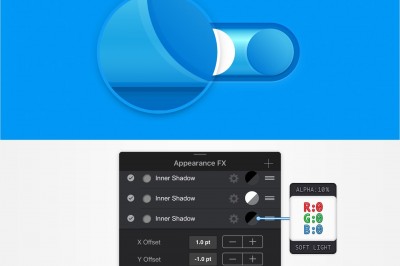 Appearance FX
Inner Shadow
Inner Shadow
Inner Shadow
ALPHA:10%
R:0
G:0
B:0
SOFT LIGHT
X Offset
1.0 pt
Y Offset
-1.0 pt